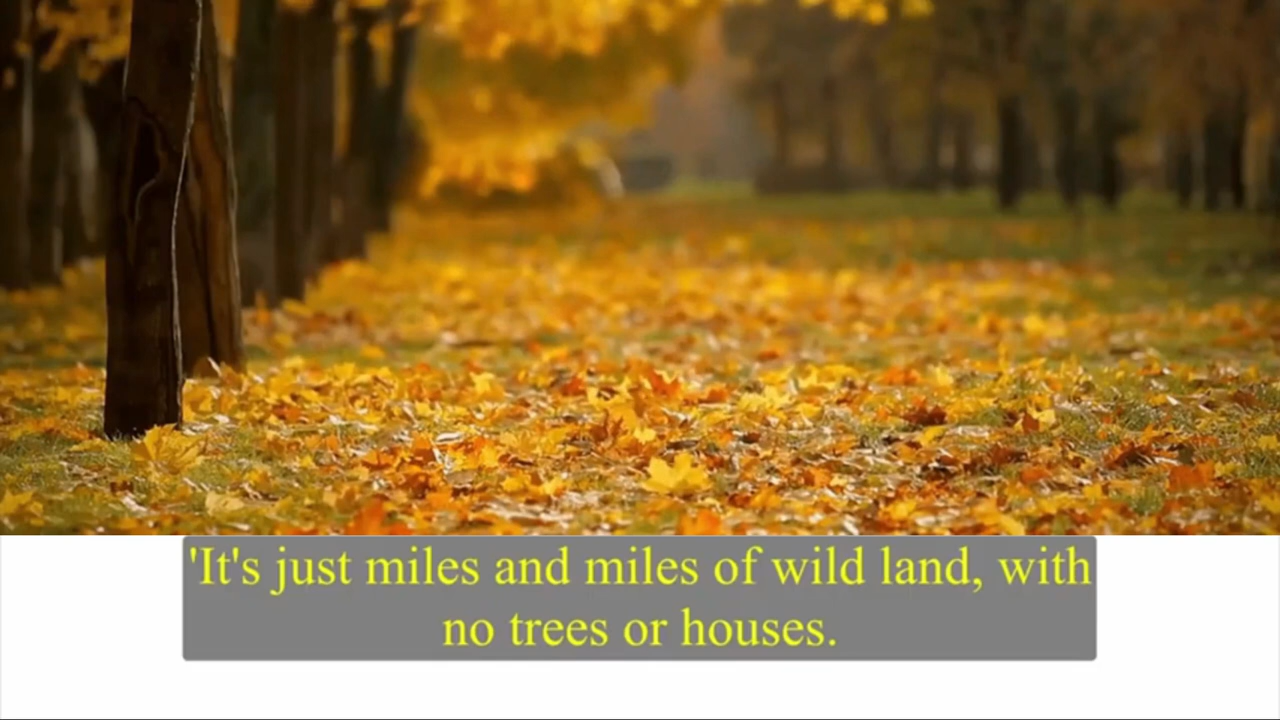 'It's just miles and miles of wild land, with
no trees or houses.